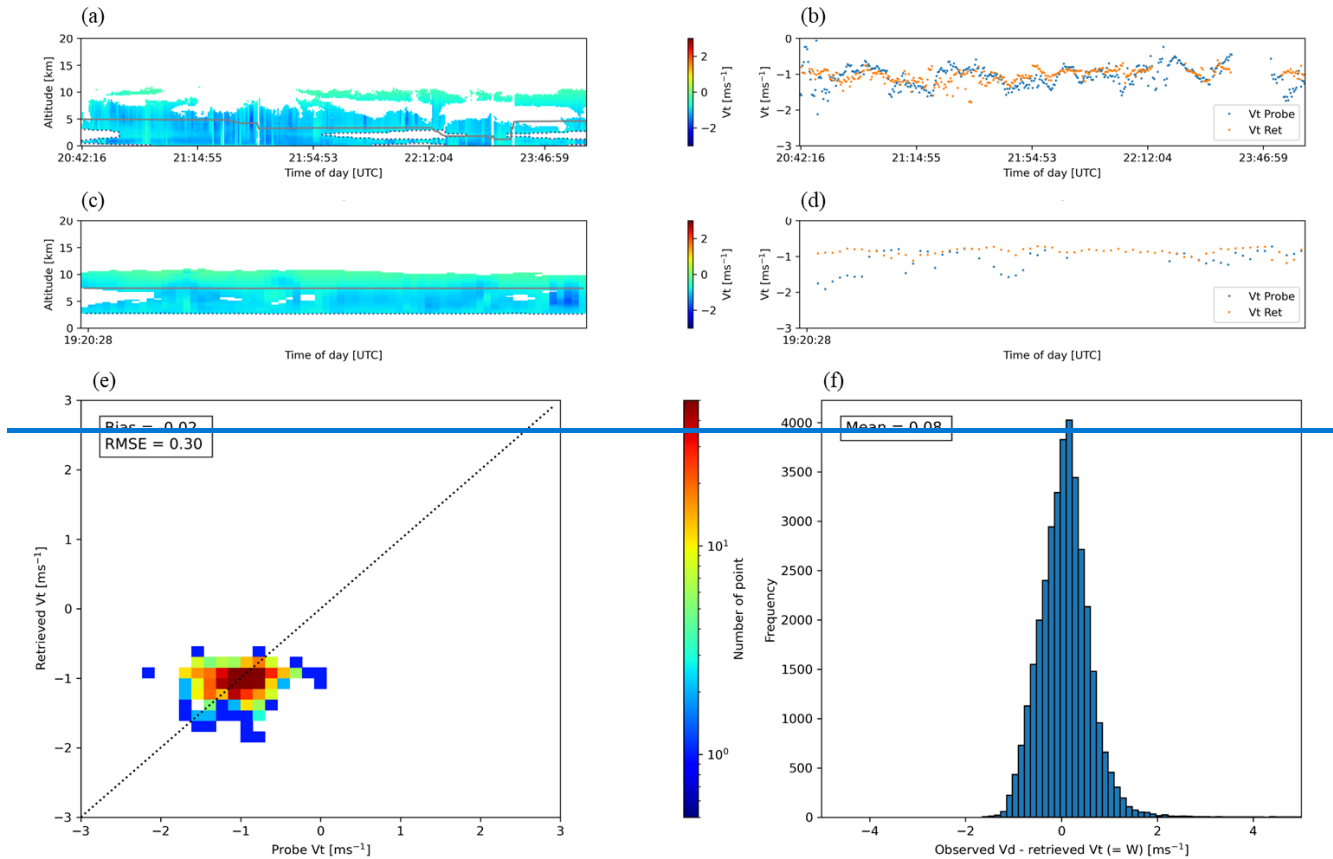 (a)
20
15
10
5
0
Altitude [km]
20:42:16 21:14:55 21:54:53 22:12:04 23:46:59
Time of day [UTC]
2
0
−2
Vt [ms⁻¹]
(b)
0
−1
−2
−3
Vt [ms⁻¹]
Vt Probe
Vt Ret
20:42:16 21:14:55 21:54:53 22:12:04 23:46:59
Time of day [UTC]
(c)
20
15
10
5
0
Altitude [km]
19:20:28
Time of day [UTC]
2
0
−2
Vt [ms⁻¹]
(d)
0
−1
−2
−3
Vt [ms⁻¹]
Vt Probe
Vt Ret
19:20:28
Time of day [UTC]
(e)
3
2
1
0
−1
−2
−3
Retrieved Vt [ms⁻¹]
RMSE = 0.30
−3 −2 −1 0 1 2 3
Probe Vt [ms⁻¹]
10¹
10⁰
Number of point
(f)
4000
3500
3000
2500
2000
1500
1000
500
0
Frequency
Mean = 0.08
−4 −2 0 2 4
Observed Vd - retrieved Vt (= W) [ms⁻¹]